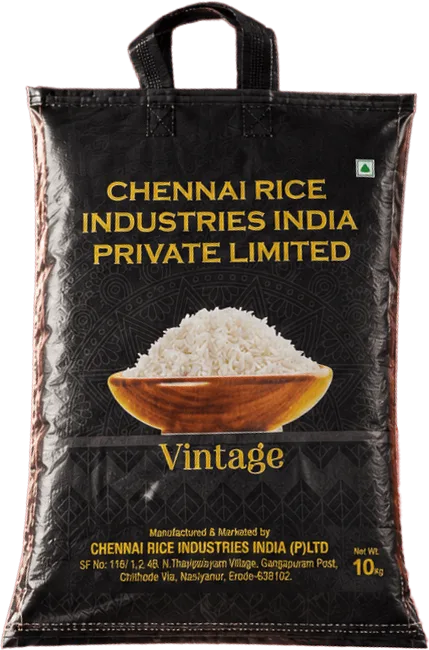 CHENNAI RICE
INDUSTRIES INDIA
PRIVATE LIMITED
Vintage
Manufactured & Marketed by
CHENNAI RICE INDUSTRIES INDIA (P)LTD
SF No: 116/ 1,2 4B, Village, Gangapuram Post,
Chithode Via, Nasiyanur, Erode-638102.
Net Wt.
10Kg